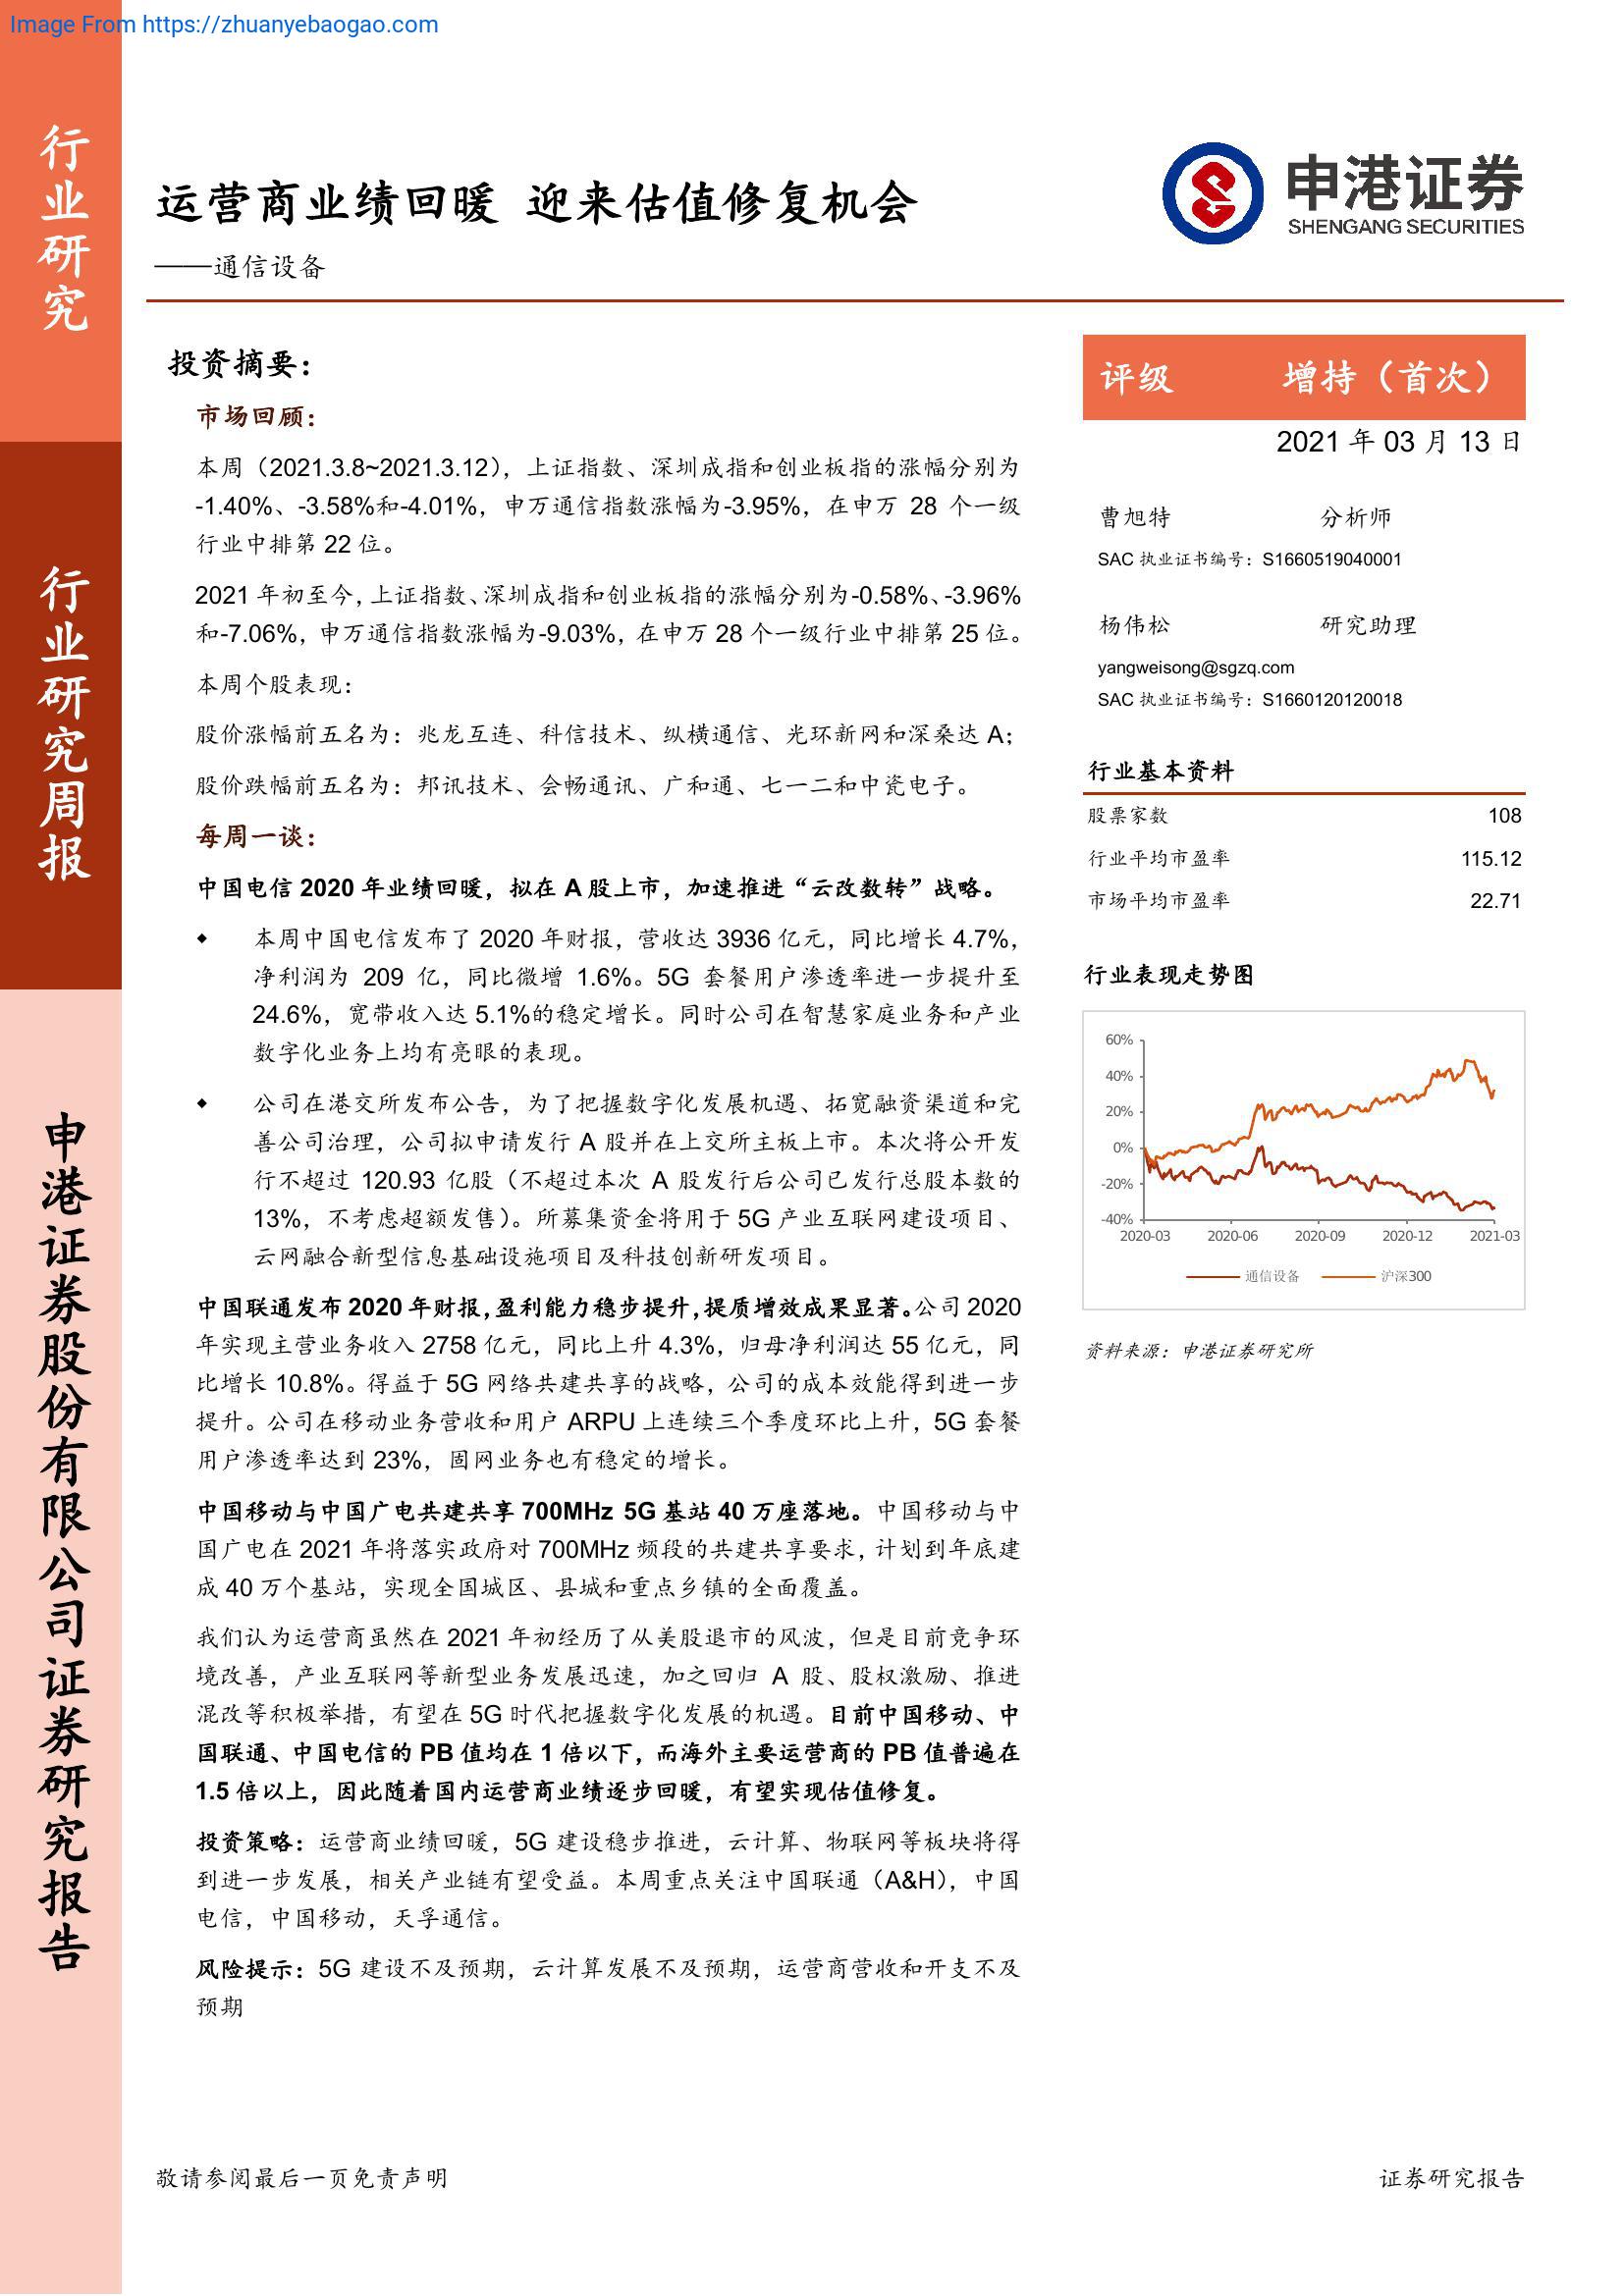 Image From https://zhuanyebaogao.com
行业研究
行业研究周报
申港证券股份有限公司证券研究报告
运营商业绩回暖 迎来估值修复机会
——通信设备
申港证券
SHENGANG SECURITIES
投资摘要：
市场回顾：
本周（2021.3.8~2021.3.12），上证指数、深圳成指和创业板指的涨幅分别为
-1.40%、-3.58%和-4.01%，申万通信指数涨幅为-3.95%，在申万 28 个一级
行业中排第 22 位。
2021 年初至今，上证指数、深圳成指和创业板指的涨幅分别为-0.58%、-3.96%
和-7.06%，申万通信指数涨幅为-9.03%，在申万 28 个一级行业中排第 25 位。
本周个股表现：
股价涨幅前五名为：兆龙互连、科信技术、纵横通信、光环新网和深桑达 A；
股价跌幅前五名为：邦讯技术、会畅通讯、广和通、七一二和中瓷电子。
每周一谈：
中国电信 2020 年业绩回暖，拟在 A 股上市，加速推进“云改数转”战略。
◆ 本周中国电信发布了 2020 年财报，营收达 3936 亿元，同比增长 4.7%，
净利润为 209 亿，同比微增 1.6%。5G 套餐用户渗透率进一步提升至
24.6%，宽带收入达 5.1%的稳定增长。同时公司在智慧家庭业务和产业
数字化业务上均有亮眼的表现。
◆ 公司在港交所发布公告，为了把握数字化发展机遇、拓宽融资渠道和完
善公司治理，公司拟申请发行 A 股并在上交所主板上市。本次将公开发
行不超过 120.93 亿股（不超过本次 A 股发行后公司已发行总股本数的
13%，不考虑超额发售）。所募集资金将用于 5G 产业互联网建设项目、
云网融合新型信息基础设施项目及科技创新研发项目。
中国联通发布 2020 年财报，盈利能力稳步提升，提质增效成果显著。公司 2020
年实现主营业务收入 2758 亿元，同比上升 4.3%，归母净利润达 55 亿元，同
比增长 10.8%。得益于 5G 网络共建共享的战略，公司的成本效能得到进一步
提升。公司在移动业务营收和用户 ARPU 上连续三个季度环比上升，5G 套餐
用户渗透率达到 23%，固网业务也有稳定的增长。
中国移动与中国广电共建共享 700MHz 5G 基站 40 万座落地。中国移动与中
国广电在 2021 年将落实政府对 700MHz 频段的共建共享要求，计划到年底建
成 40 万个基站，实现全国城区、县城和重点乡镇的全面覆盖。
我们认为运营商虽然在 2021 年初经历了从美股退市的风波，但是目前竞争环
境改善，产业互联网等新型业务发展迅速，加之回归 A 股、股权激励、推进
混改等积极举措，有望在 5G 时代把握数字化发展的机遇。目前中国移动、中
国联通、中国电信的 PB 值均在 1 倍以下，而海外主要运营商的 PB 值普遍在
1.5 倍以上，因此随着国内运营商业绩逐步回暖，有望实现估值修复。
投资策略：运营商业绩回暖，5G 建设稳步推进，云计算、物联网等板块将得
到进一步发展，相关产业链有望受益。本周重点关注中国联通（A&H），中国
电信，中国移动，天孚通信。
风险提示：5G 建设不及预期，云计算发展不及预期，运营商营收和开支不及
预期
评级 增持（首次）
2021 年 03 月 13 日
曹旭特 分析师
SAC 执业证书编号：S1660519040001
杨伟松 研究助理
yangweisong@sgzq.com
SAC 执业证书编号：S1660120120018
行业基本资料
股票家数 108
行业平均市盈率 115.12
市场平均市盈率 22.71
行业表现走势图
60%
40%
20%
0%
-20%
-40%
2020-03 2020-06 2020-09 2020-12 2021-03
通信设备 沪深300
资料来源：申港证券研究所
敬请参阅最后一页免责声明 证券研究报告